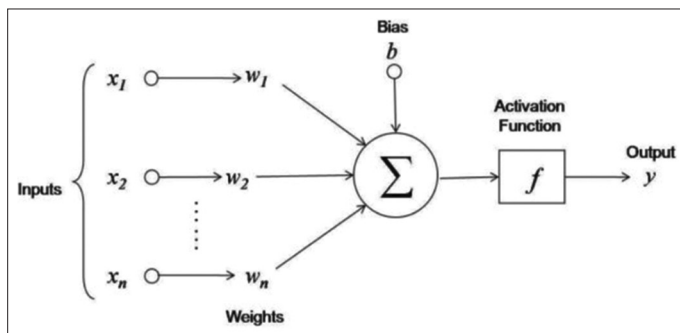 Bias
b
x1 w1
Activation
Function
Inputs
x2 w2
Σ
f
Output
y
xn wn
Weights